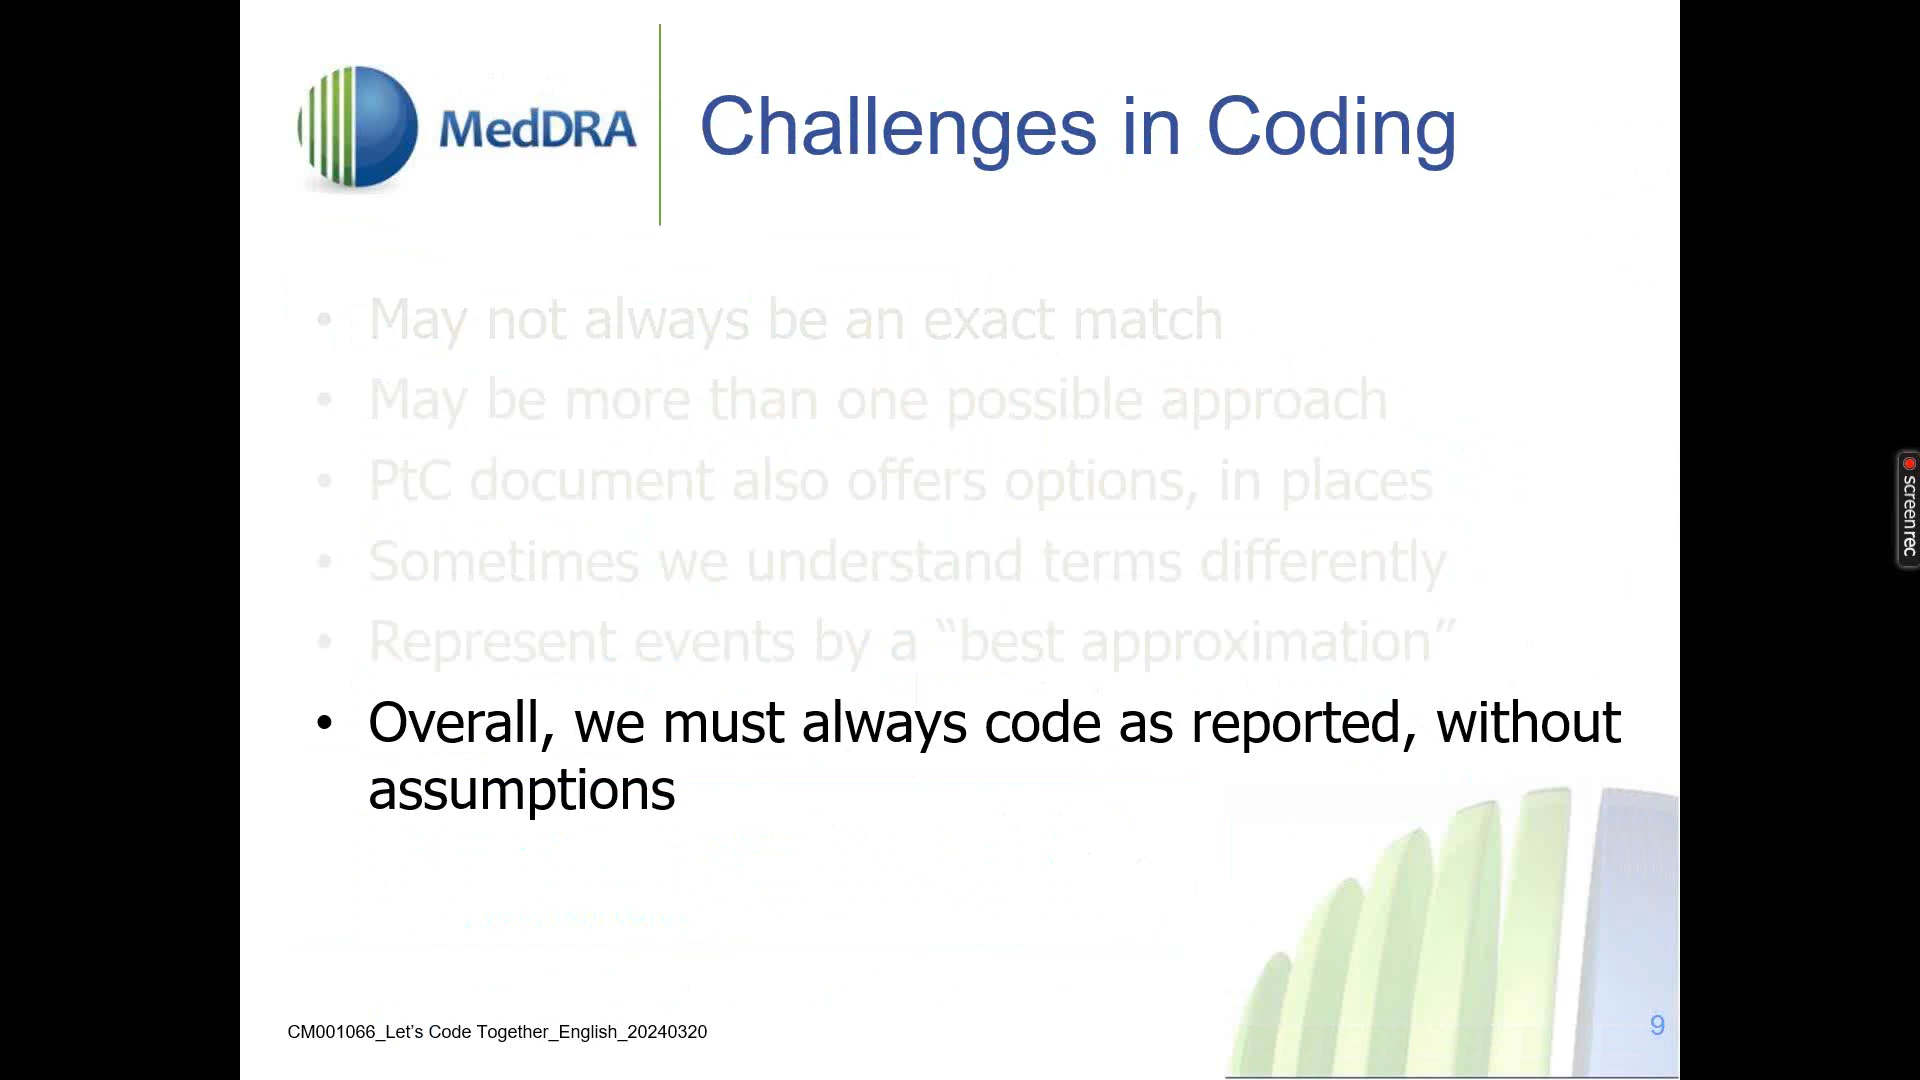 MedDRA
Challenges in Coding
• May not always be an exact match
• May be more than one possible approach
• PtC document also offers options, in places
• Sometimes we understand terms differently
• Represent events by a “best approximation”
• Overall, we must always code as reported, without
assumptions
screenrec
CM001066_Let’s Code Together_English_20240320
9